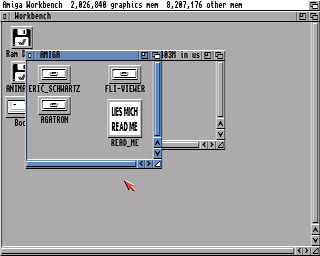 Amiga Workbench 2,026,840 graphics mem 8,207,176 other mem
Workbench
Ram D
AMIGA
03M in us
ERIC_SCHWARTZ
FLI-VIEWER
ANIMA
AGATRON
LIES MICH
READ ME
READ_ME
Boo